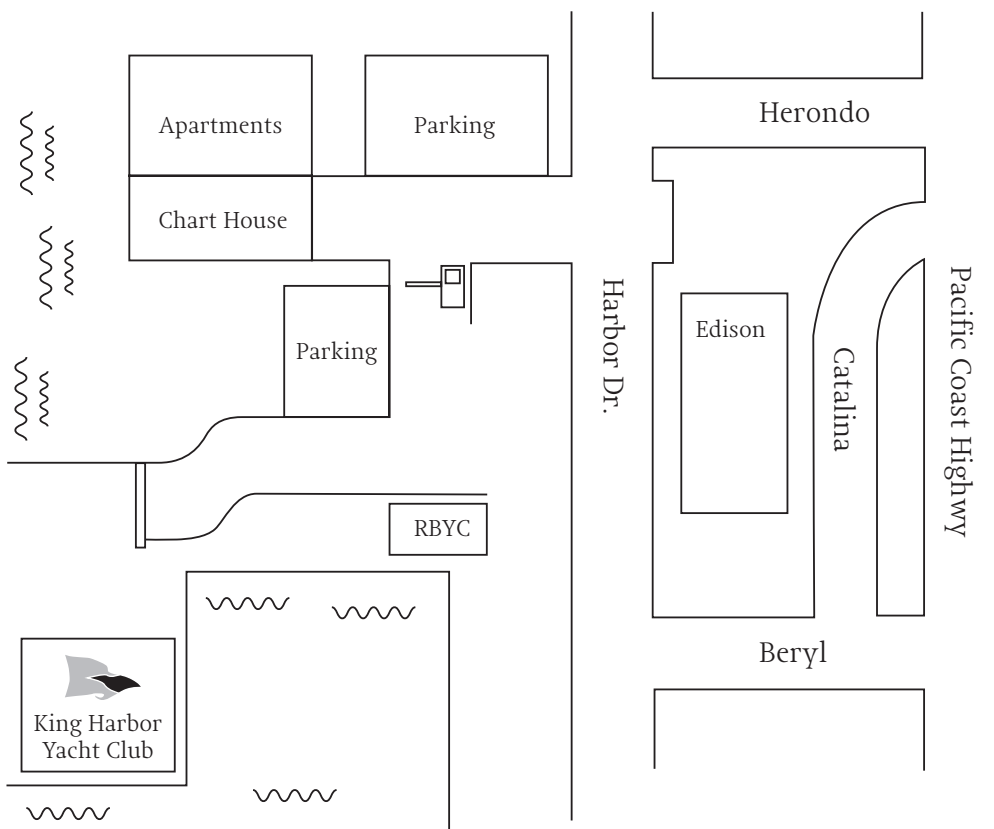 Herondo
Apartments
Parking
Chart House
Harbor Dr.
Edison
Parking
Catalina
Pacific Coast Highwy
RBYC
Beryl
King Harbor
Yacht Club